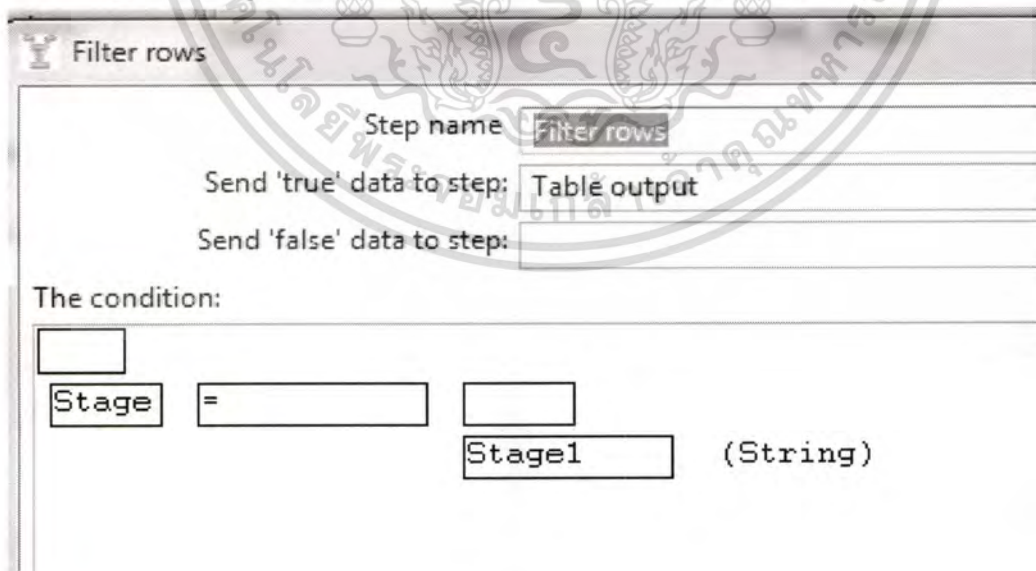 Filter rows
Step name Filter rows
Send 'true' data to step: Table output
Send 'false' data to step:
The condition:
Stage =
Stage1 (String)